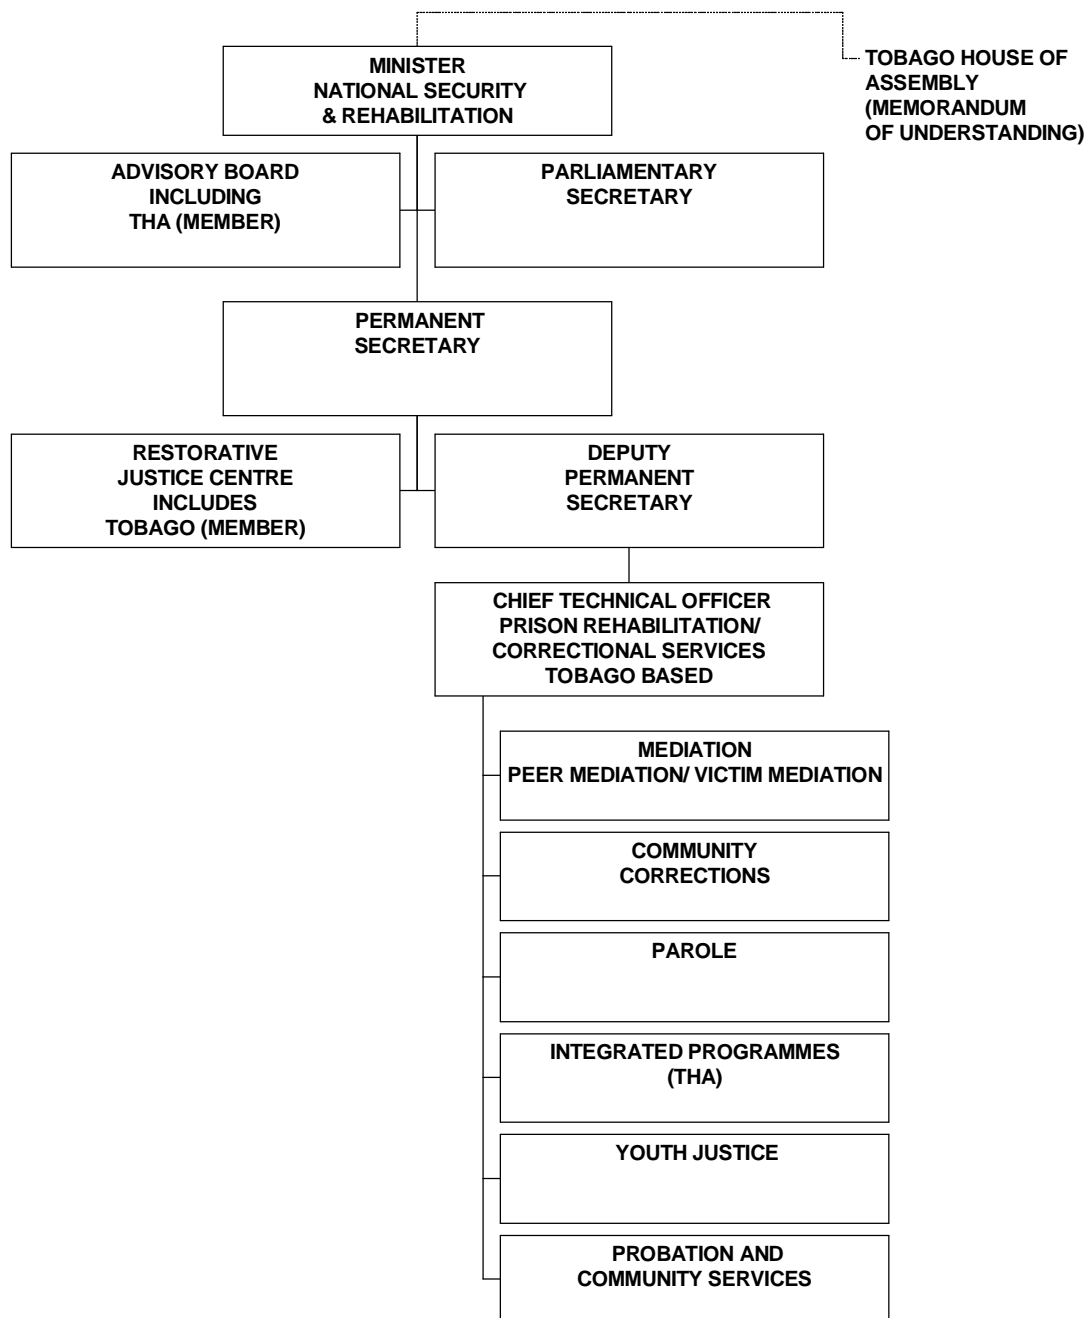 MINISTER
NATIONAL SECURITY
& REHABILITATION
TOBAGO HOUSE OF
ASSEMBLY
(MEMORANDUM
OF UNDERSTANDING)
ADVISORY BOARD
INCLUDING
THA (MEMBER)
PARLIAMENTARY
SECRETARY
PERMANENT
SECRETARY
RESTORATIVE
JUSTICE CENTRE
INCLUDES
TOBAGO (MEMBER)
DEPUTY
PERMANENT
SECRETARY
CHIEF TECHNICAL OFFICER
PRISON REHABILITATION/
CORRECTIONAL SERVICES
TOBAGO BASED
MEDIATION
PEER MEDIATION/ VICTIM MEDIATION
COMMUNITY
CORRECTIONS
PAROLE
INTEGRATED PROGRAMMES
(THA)
YOUTH JUSTICE
PROBATION AND
COMMUNITY SERVICES